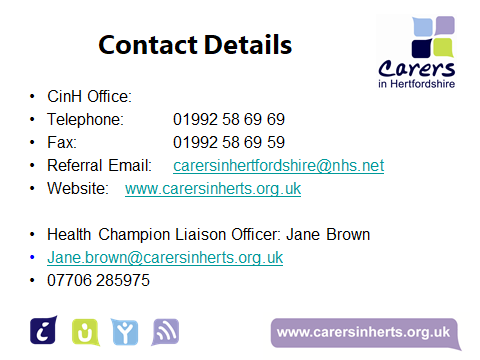 Contact Details
Carers
in Hertfordshire
• CinH Office:
• Telephone: 01992 58 69 69
• Fax: 01992 58 69 59
• Referral Email: carersinhertfordshire@nhs.net
• Website: www.carersinherts.org.uk
• Health Champion Liaison Officer: Jane Brown
• Jane.brown@carersinherts.org.uk
• 07706 285975
www.carersinherts.org.uk